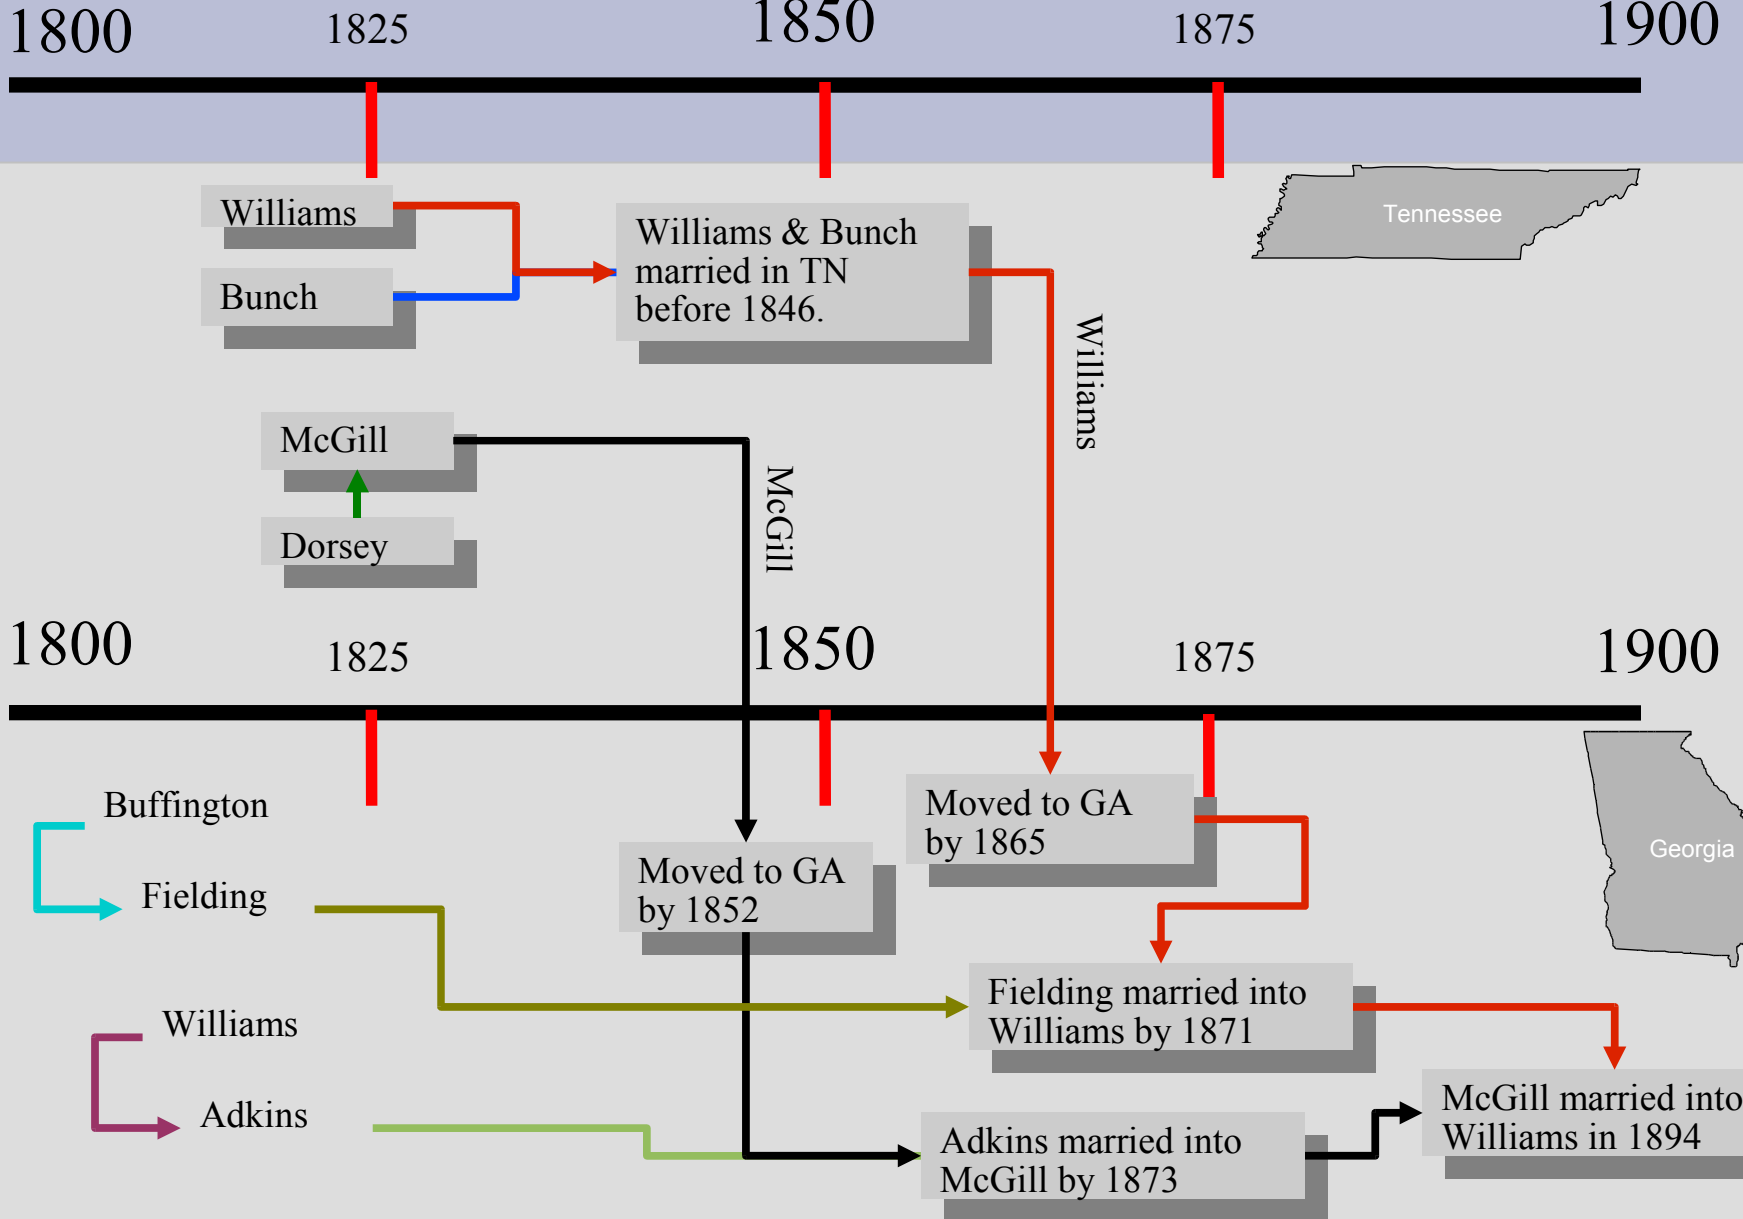 1800 1825 1850 1875 1900
Tennessee
Williams
Bunch
Williams & Bunch
married in TN
before 1846.
Williams
McGill
McGill
Dorsey
1800 1825 1850 1875 1900
Georgia
Buffington
Fielding
Moved to GA
by 1852
Moved to GA
by 1865
Fielding married into
Williams by 1871
Williams
Adkins
Adkins married into
McGill by 1873
McGill married into
Williams in 1894